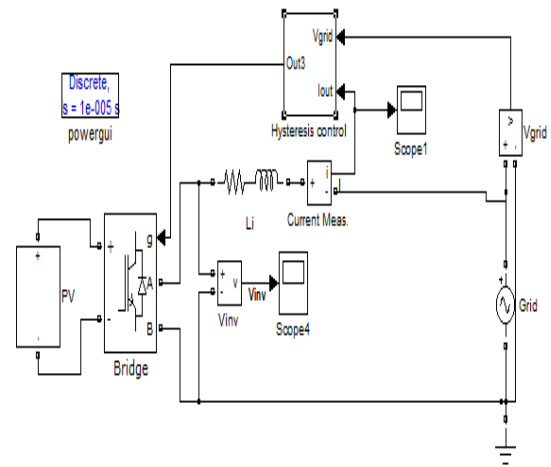 Vgrid
Out3
Iout
Hysteresis control
Discrete,
s = 1e-005 s
powergui
Scope1
v
+ -
Vgrid
+ i
-
Li
Current Meas.
+
PV
-
+
-
g
A
B
Bridge
+
-
v
Vinv
Vinv
Scope4
+
Grid